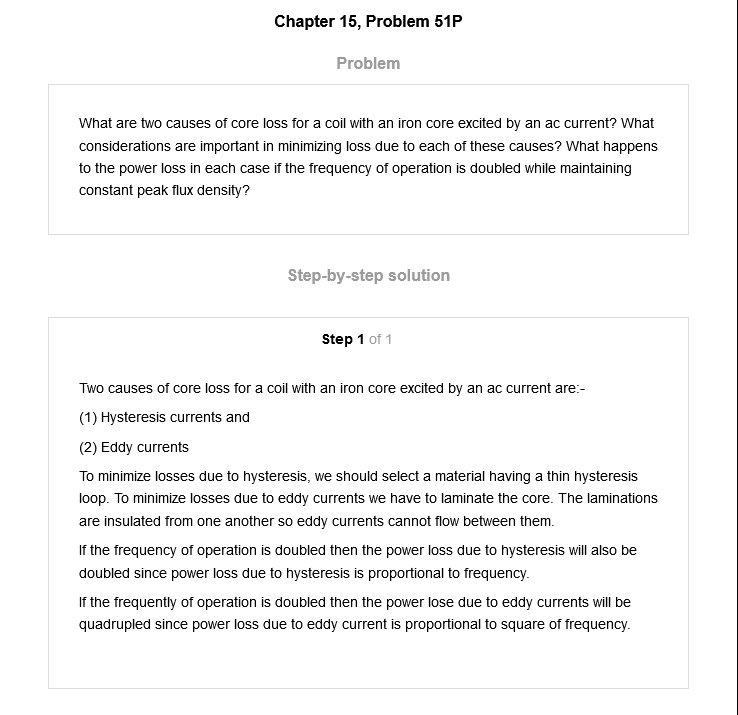 Chapter 15, Problem 51P
Problem
What are two causes of core loss for a coil with an iron core excited by an ac current? What
considerations are important in minimizing loss due to each of these causes? What happens
to the power loss in each case if the frequency of operation is doubled while maintaining
constant peak flux density?
Step-by-step solution
Step 1 of 1
Two causes of core loss for a coil with an iron core excited by an ac current are:-
(1) Hysteresis currents and
(2) Eddy currents
To minimize losses due to hysteresis, we should select a material having a thin hysteresis
loop. To minimize losses due to eddy currents we have to laminate the core. The laminations
are insulated from one another so eddy currents cannot flow between them.
If the frequency of operation is doubled then the power loss due to hysteresis will also be
doubled since power loss due to hysteresis is proportional to frequency.
If the frequently of operation is doubled then the power lose due to eddy currents will be
quadrupled since power loss due to eddy current is proportional to square of frequency.